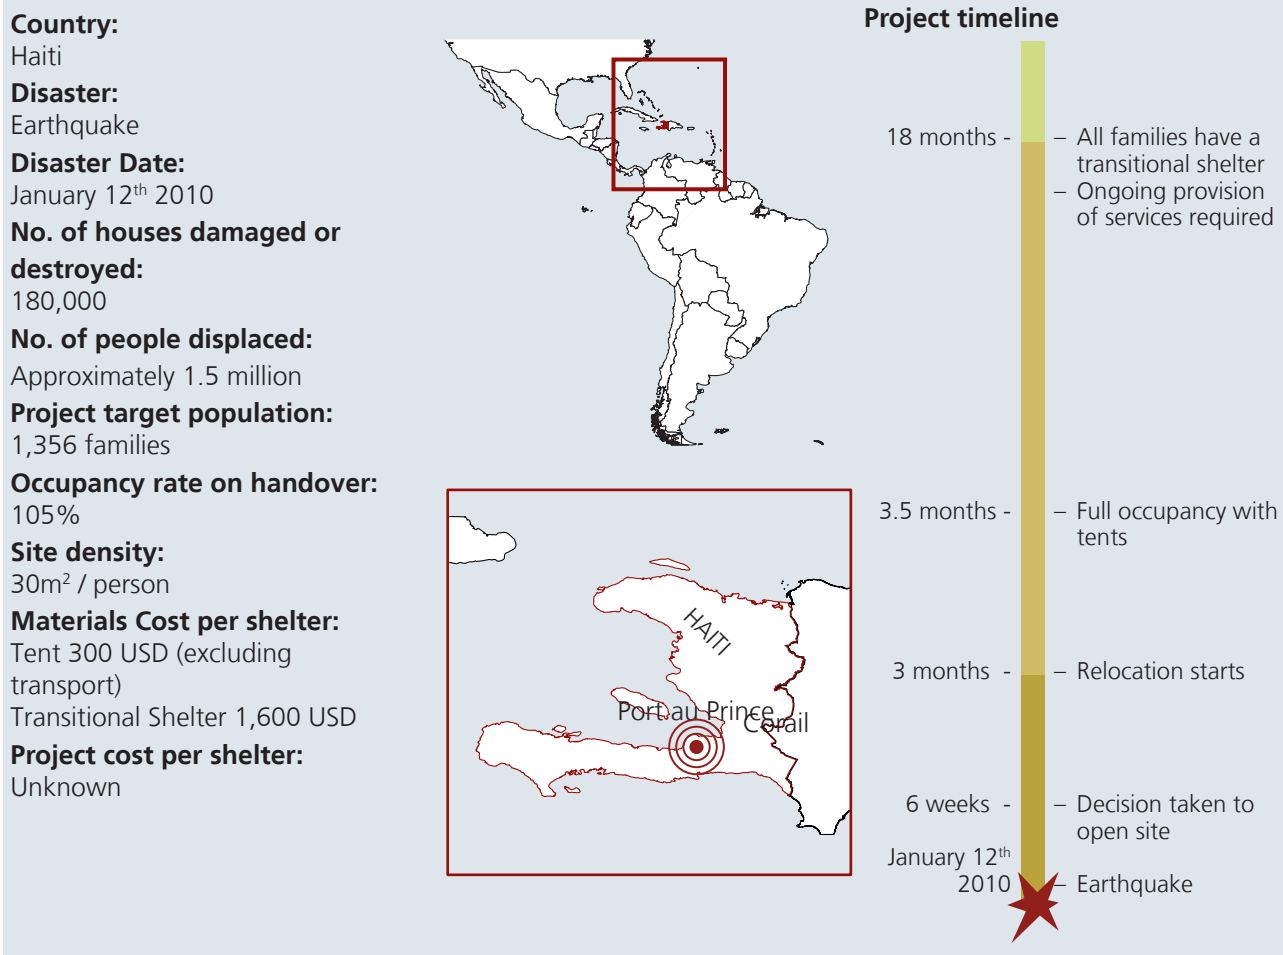 Country:
Haiti
Disaster:
Earthquake
Disaster Date:
January 12th 2010
No. of houses damaged or
destroyed:
180,000
No. of people displaced:
Approximately 1.5 million
Project target population:
1,356 families
Occupancy rate on handover:
105%
Site density:
30m2 / person
Materials Cost per shelter:
Tent 300 USD (excluding
transport)
Transitional Shelter 1,600 USD
Project cost per shelter:
Unknown
HAITI
Port au Prince
Corail
Project timeline
18 months -
– All families have a
transitional shelter
– Ongoing provision
of services required
3.5 months -
– Full occupancy with
tents
3 months -
– Relocation starts
6 weeks -
– Decision taken to
open site
January 12th
2010
– Earthquake